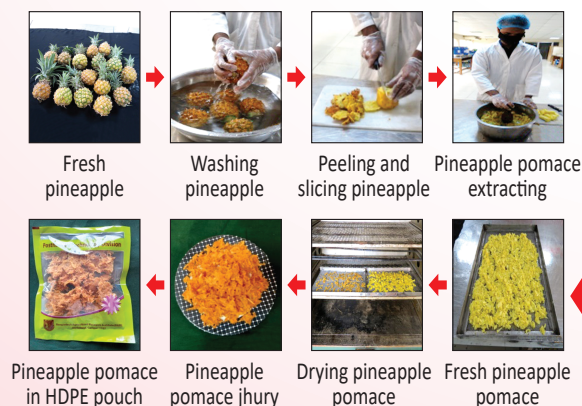 Fresh
pineapple
Washing
pineapple
Peeling and
slicing pineapple
Pineapple pomace
extracting
Pineapple pomace
in HDPE pouch
Pineapple
pomace jhury
Drying pineapple
pomace
Fresh pineapple
pomace